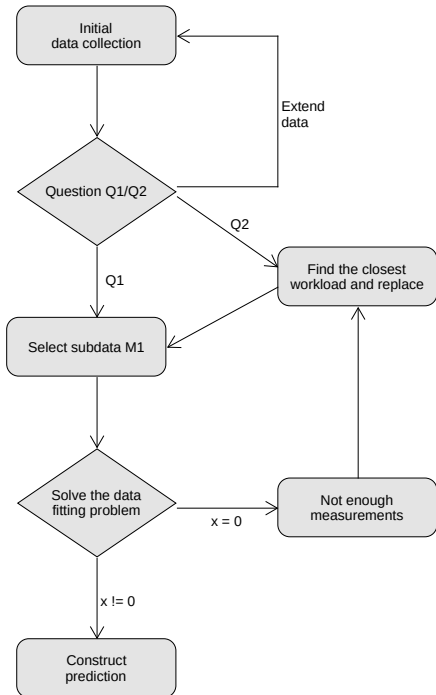 Initial
data collection
Extend
data
Question Q1/Q2
Q2
Find the closest
workload and replace
Q1
Select subdata M1
Solve the data
fitting problem
Not enough
measurements
x = 0
x != 0
Construct
prediction